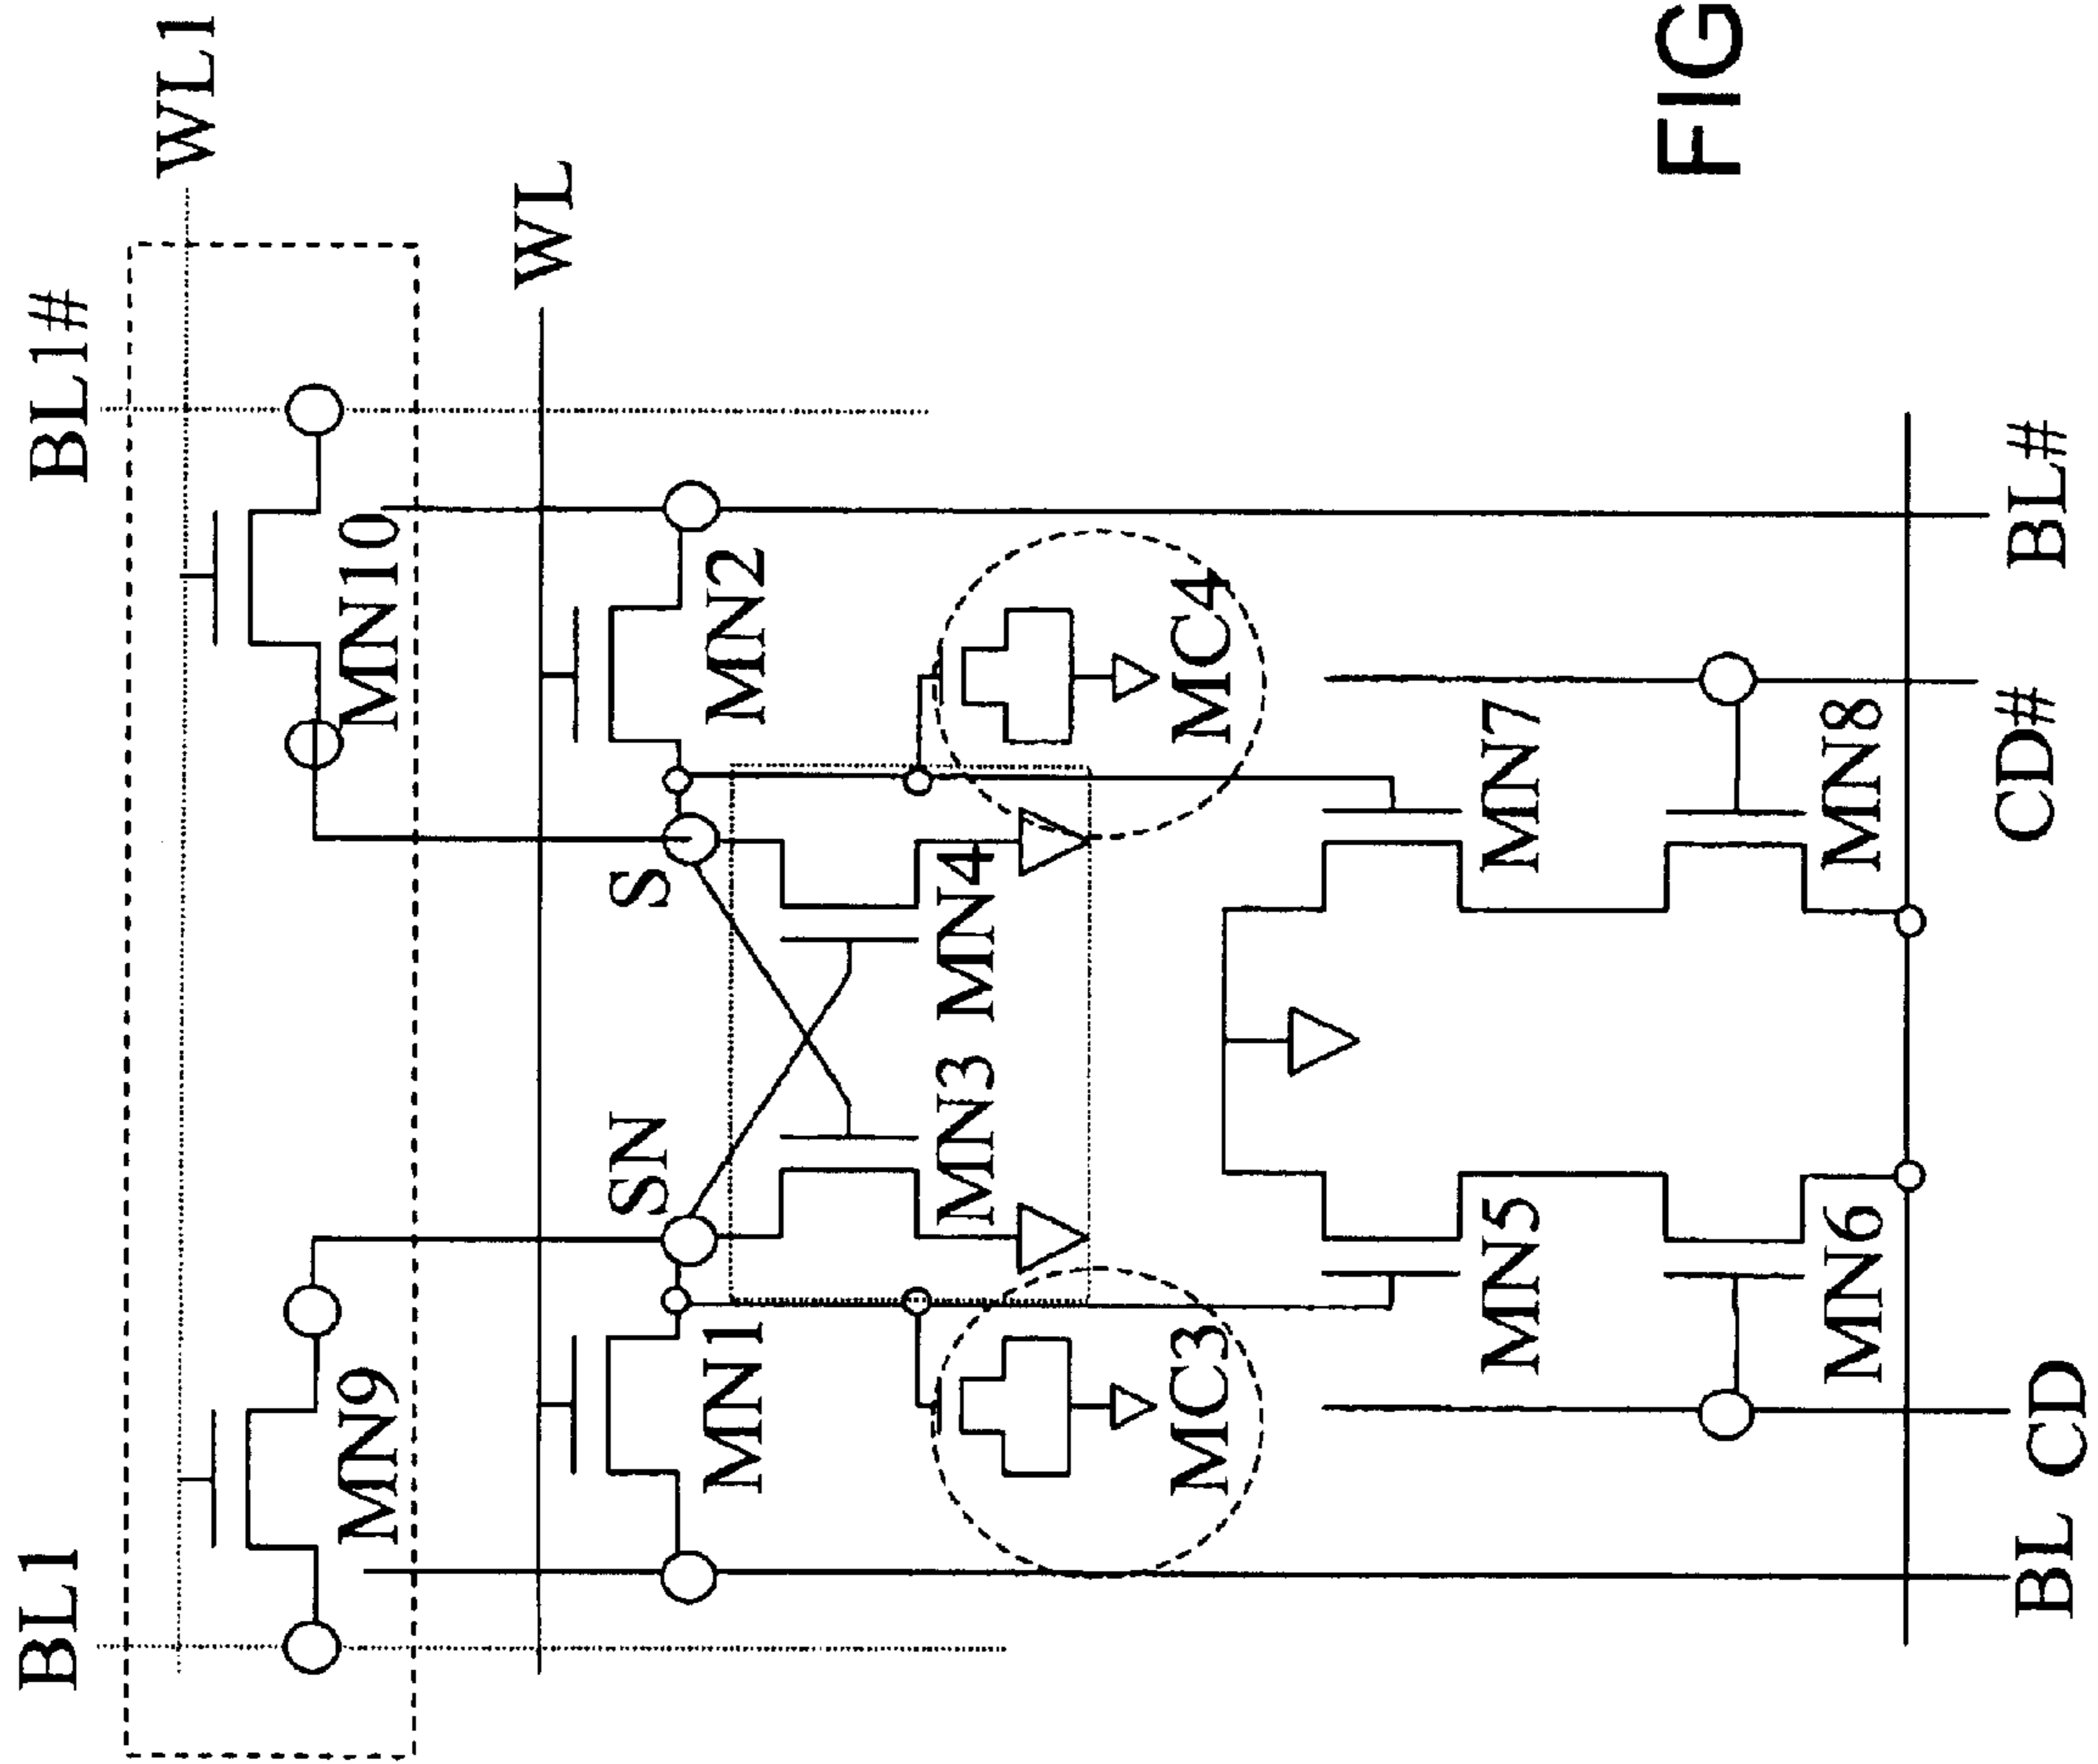 BL1
BL1#
WL1
MN9
MN10
WL
SN
S
MN1
MN2
MN3 MN4
MC3
MC4
MN5
MN7
MN6
MN8
BL CD
CD#
BL#
FIG